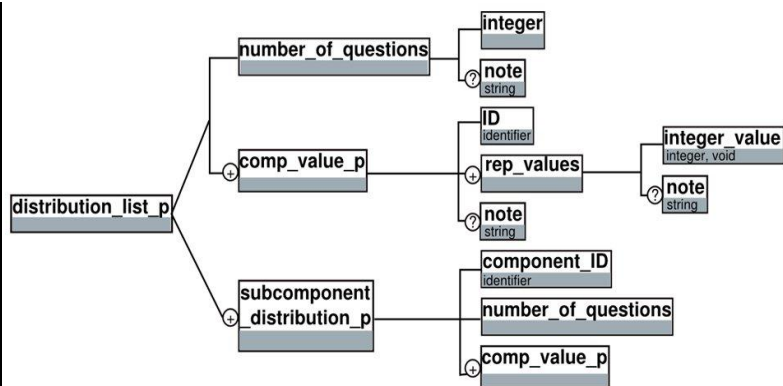 number_of_questions
integer
? note
string
+ comp_value_p
ID
identifier
+ rep_values
integer_value
integer, void
? note
string
? note
string
distribution_list_p
+ subcomponent
_distribution_p
component_ID
identifier
number_of_questions
+ comp_value_p